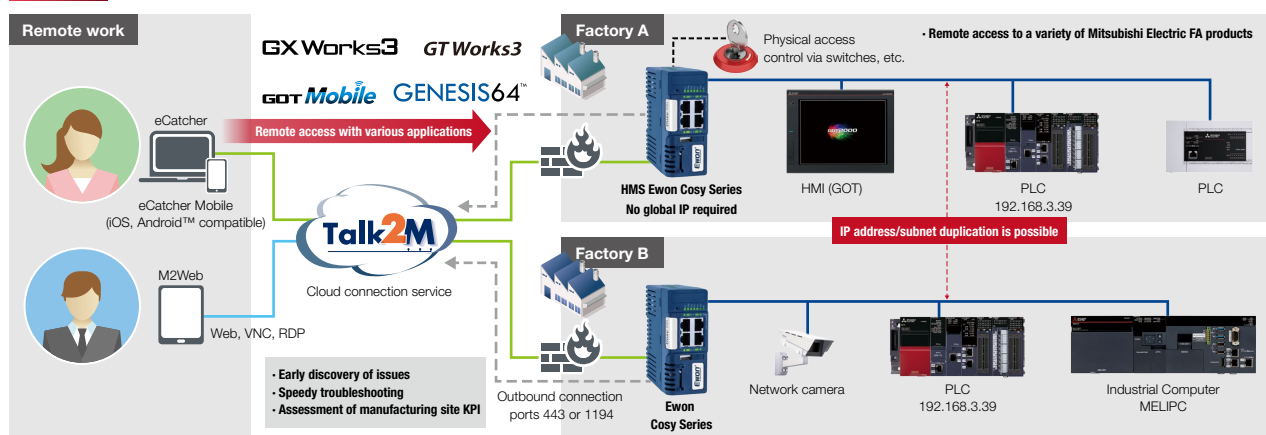 Remote work
GX Works3
GT Works3
GOT Mobile
GENESIS64™
Remote access with various applications
eCatcher
eCatcher Mobile
(iOS, Android™ compatible)
M2Web
Web, VNC, RDP
Talk2M
Cloud connection service
· Early discovery of issues
· Speedy troubleshooting
· Assessment of manufacturing site KPI
Outbound connection
ports 443 or 1194
Factory A
Physical access
control via switches, etc.
· Remote access to a variety of Mitsubishi Electric FA products
Ewon
HMS Ewon Cosy Series
No global IP required
GOT2000
HMI (GOT)
PLC
192.168.3.39
PLC
IP address/subnet duplication is possible
Factory B
Ewon
Ewon
Cosy Series
Network camera
PLC
192.168.3.39
Industrial Computer
MELIPC